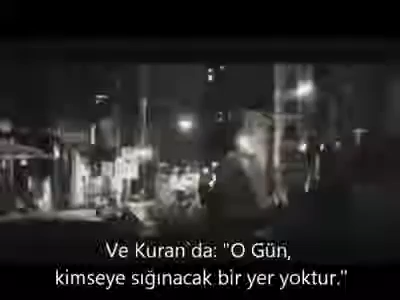 Ve Kuran`da: "O Gün,
kimseye sığınacak bir yer yoktur."